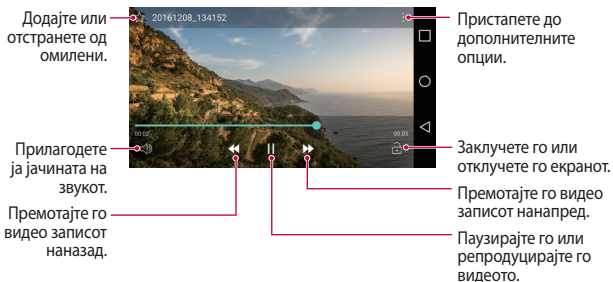 Додајте или
отстранете од
омилени.
20161208_134152
Пристапете до
дополнителните
опции.
00:02
00:03
Прилагодете
ја јачината на
звукот.
Заклучете го или
отклучете го екранот.
Премотајте го
видео записот
наназад.
Премотајте го видео
записот нанапред.
Паузирајте го или
репродуцирајте го
видеото.